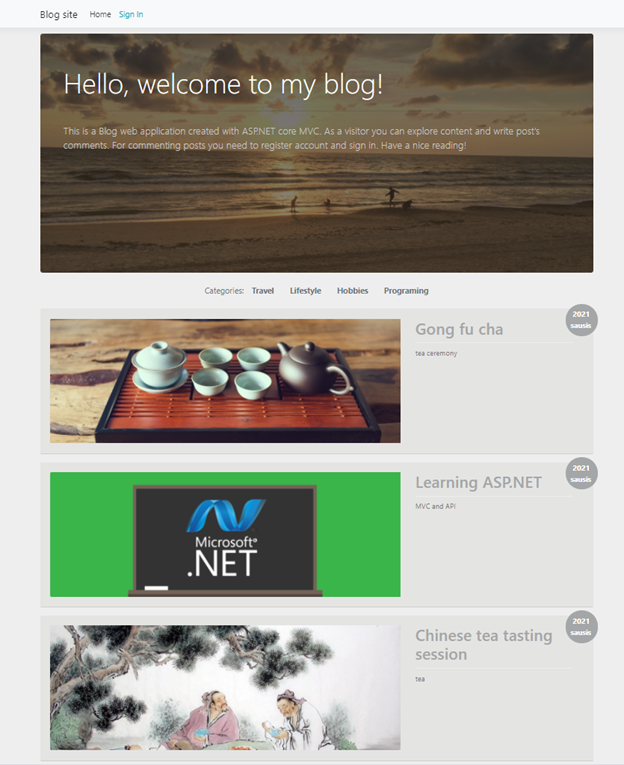 Blog site Home Sign In
Hello, welcome to my blog!
This is a Blog web application created with ASP.NET core MVC. As a visitor you can explore content and write post's
comments. For commenting posts you need to register account and sign in. Have a nice reading!
Categories: Travel Lifestyle Hobbies Programing
2021
sausis
Gong fu cha
tea ceremony
2021
sausis
Learning ASP.NET
MVC and API
Microsoft®
.NET
2021
sausis
Chinese tea tasting
session
tea